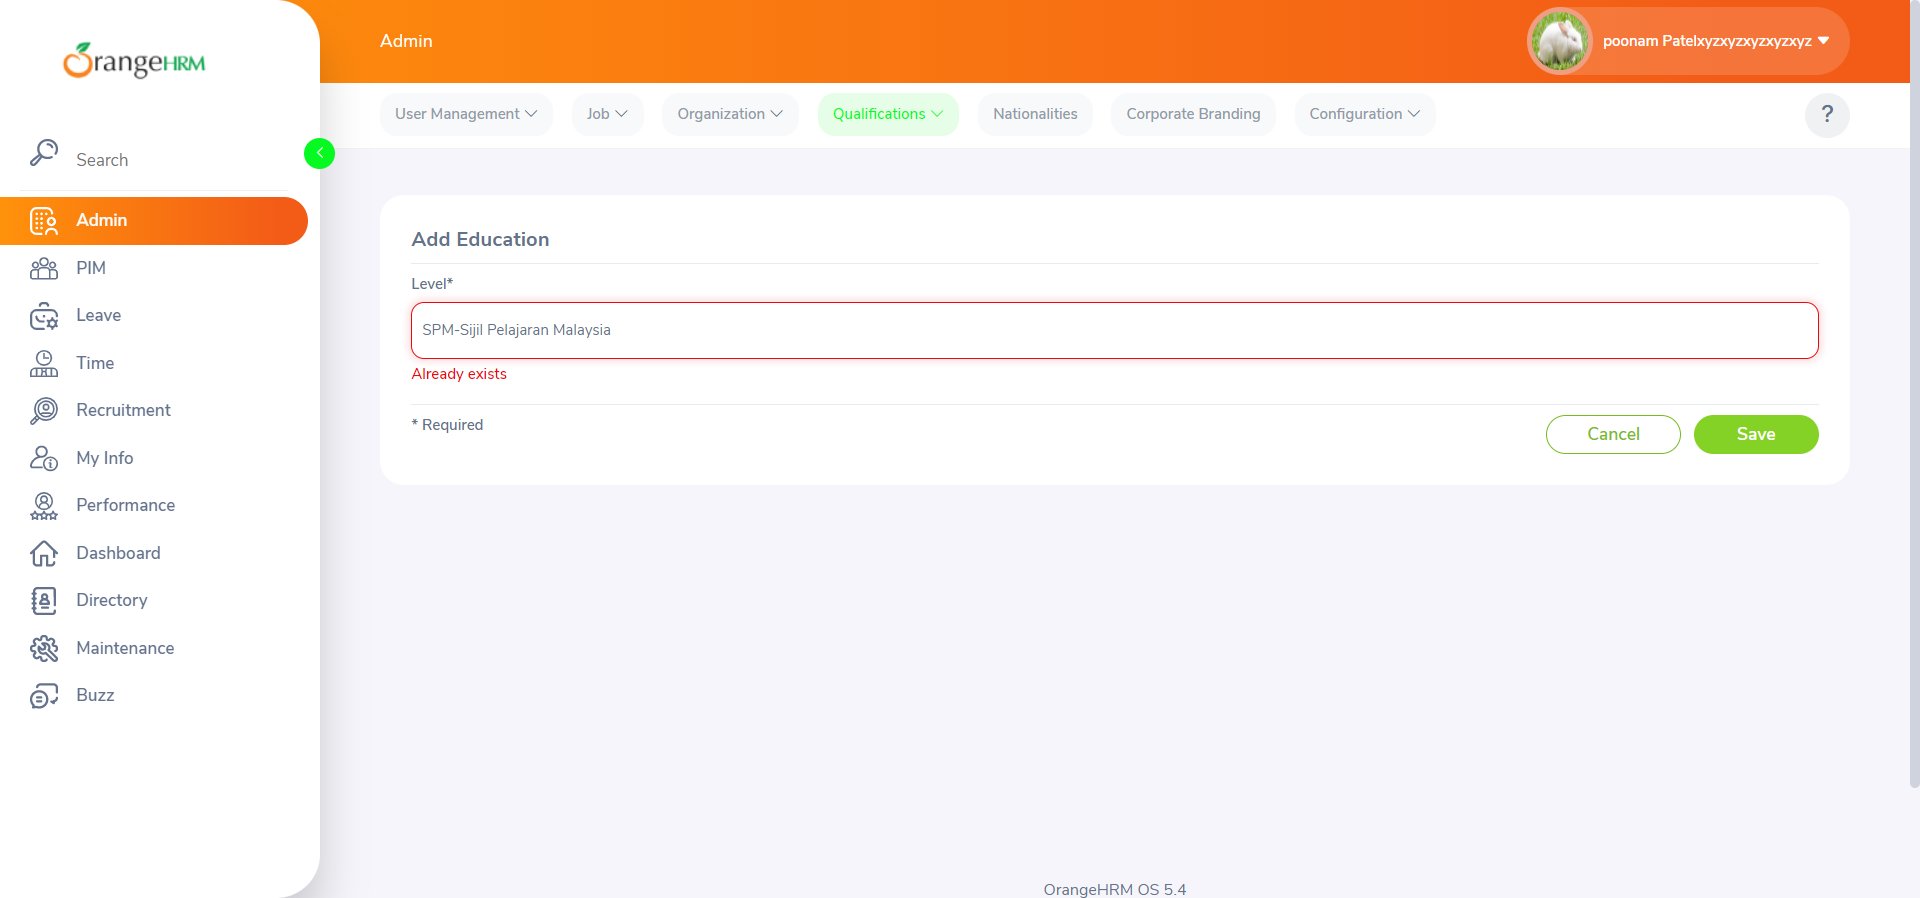 OrangeHRM
Admin
poonam Patelxyzxyzxyzxyzxyz
Search
User Management
Job
Organization
Qualifications
Nationalities
Corporate Branding
Configuration
?
Admin
PIM
Leave
Time
Recruitment
My Info
Performance
Dashboard
Directory
Maintenance
Buzz
Add Education
Level*
SPM-Sijil Pelajaran Malaysia
Already exists
* Required
Cancel
Save
OrangeHRM OS 5.4